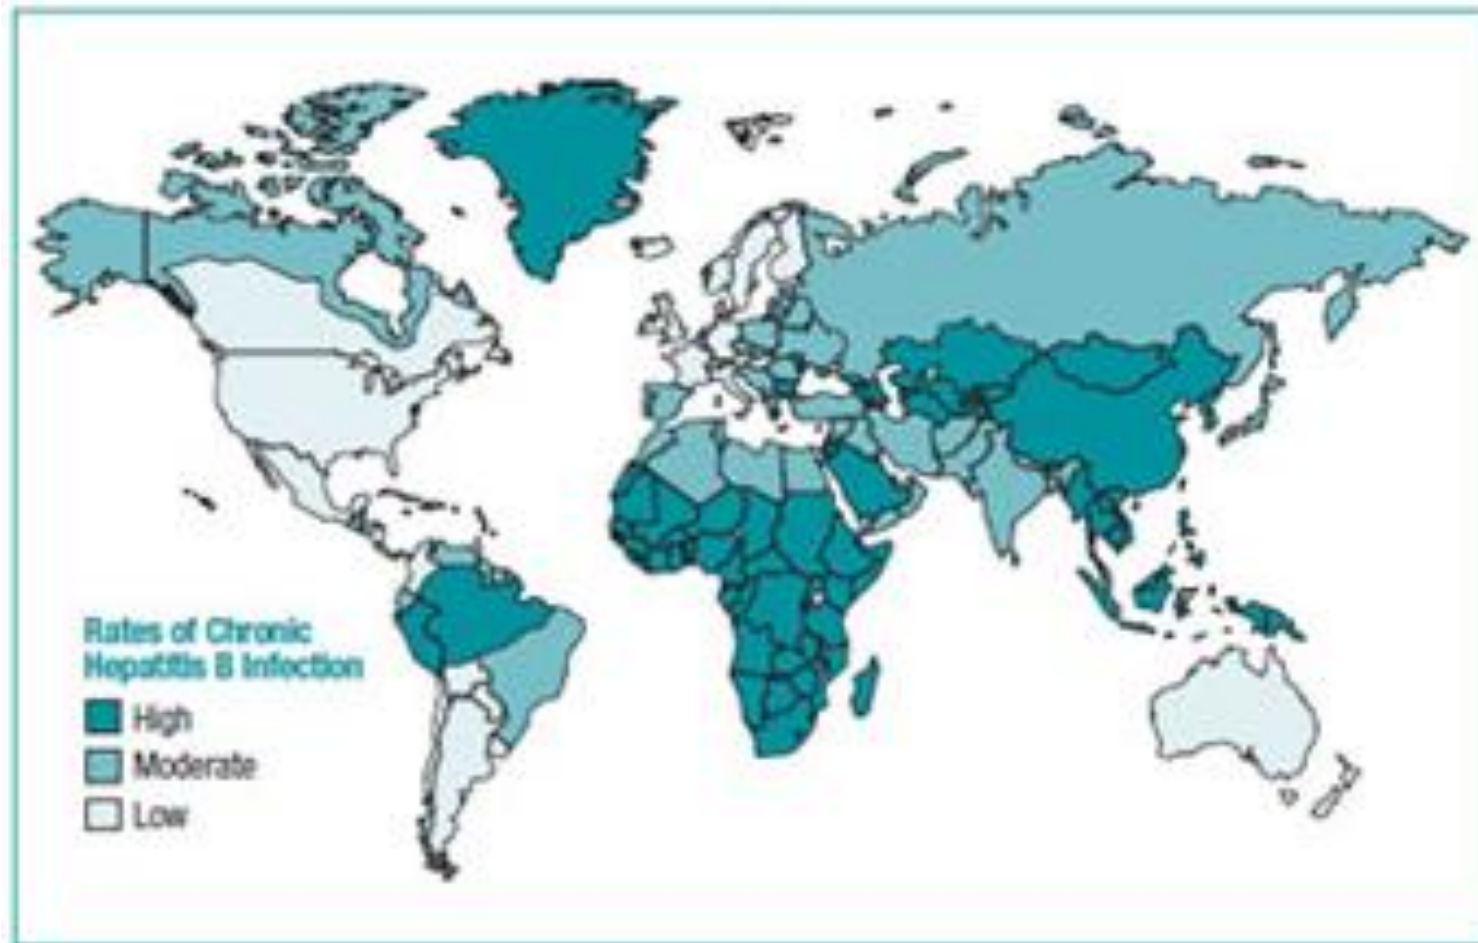 Rates of Chronic
Hepatitis B Infection
High
Moderate
Low